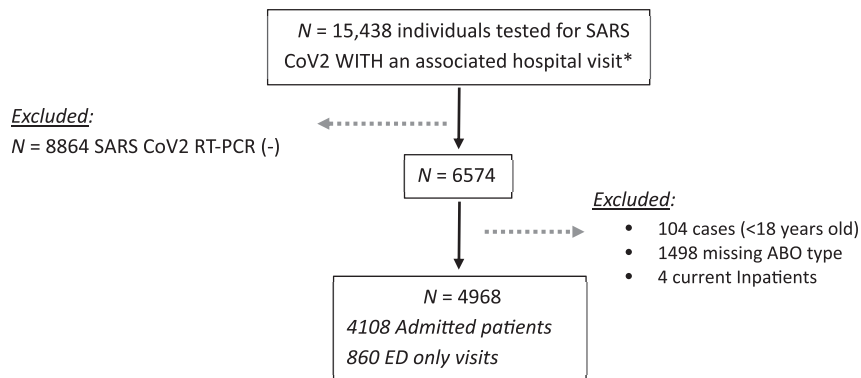 N = 15,438 individuals tested for SARS
CoV2 WITH an associated hospital visit*
Excluded:
N = 8864 SARS CoV2 RT-PCR (-)
N = 6574
Excluded:
• 104 cases (<18 years old)
• 1498 missing ABO type
• 4 current Inpatients
N = 4968
4108 Admitted patients
860 ED only visits